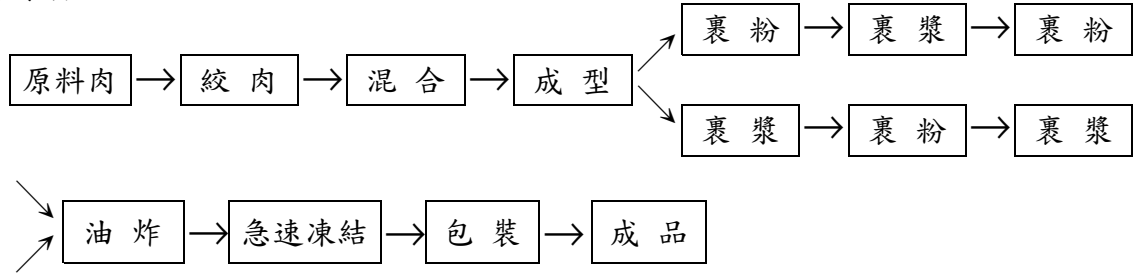 裹 粉 裹 漿 裹 粉
原料肉 絞 肉 混 合 成 型
裹 漿 裹 粉 裹 漿
油 炸 急速凍結 包 裝 成 品